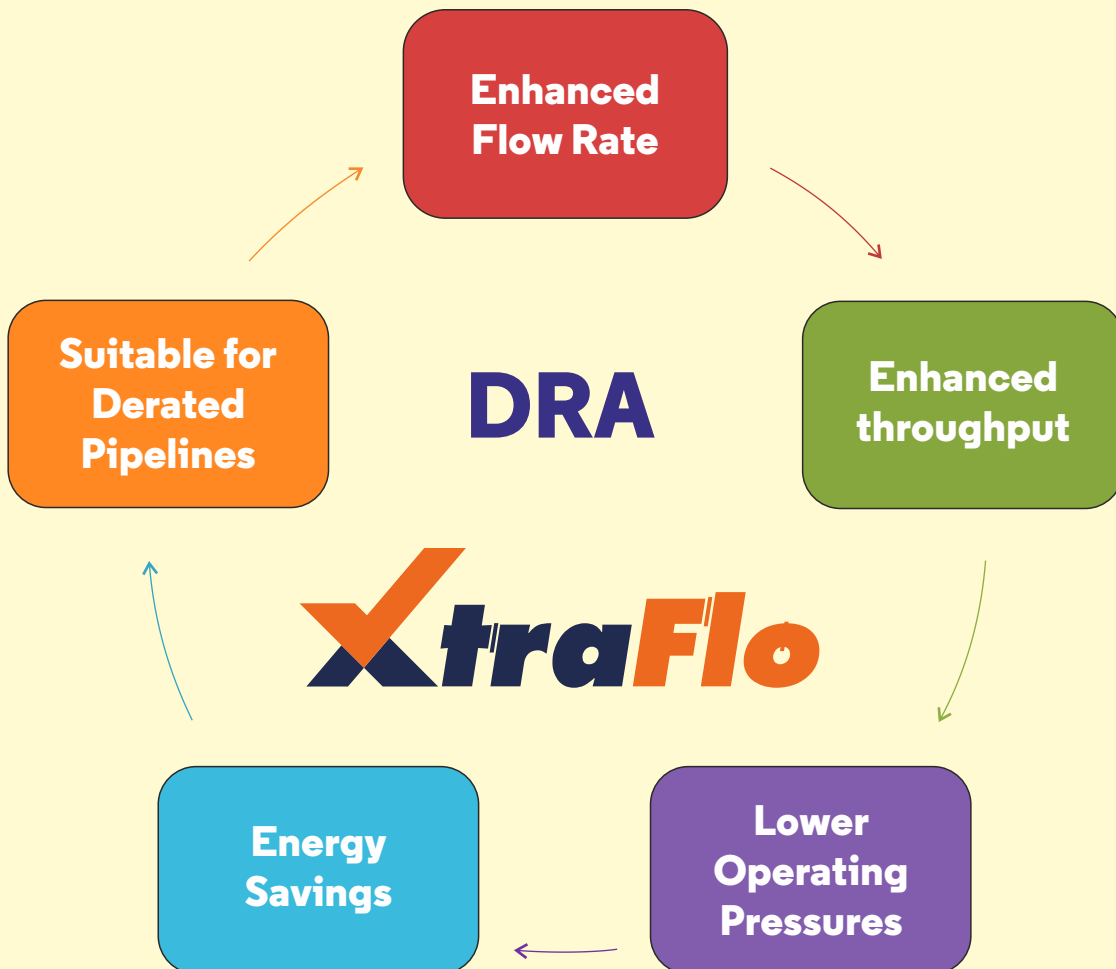 Enhanced
Flow Rate
Suitable for
Derated
Pipelines
DRA
Enhanced
throughput
XtraFlo
Energy
Savings
Lower
Operating
Pressures